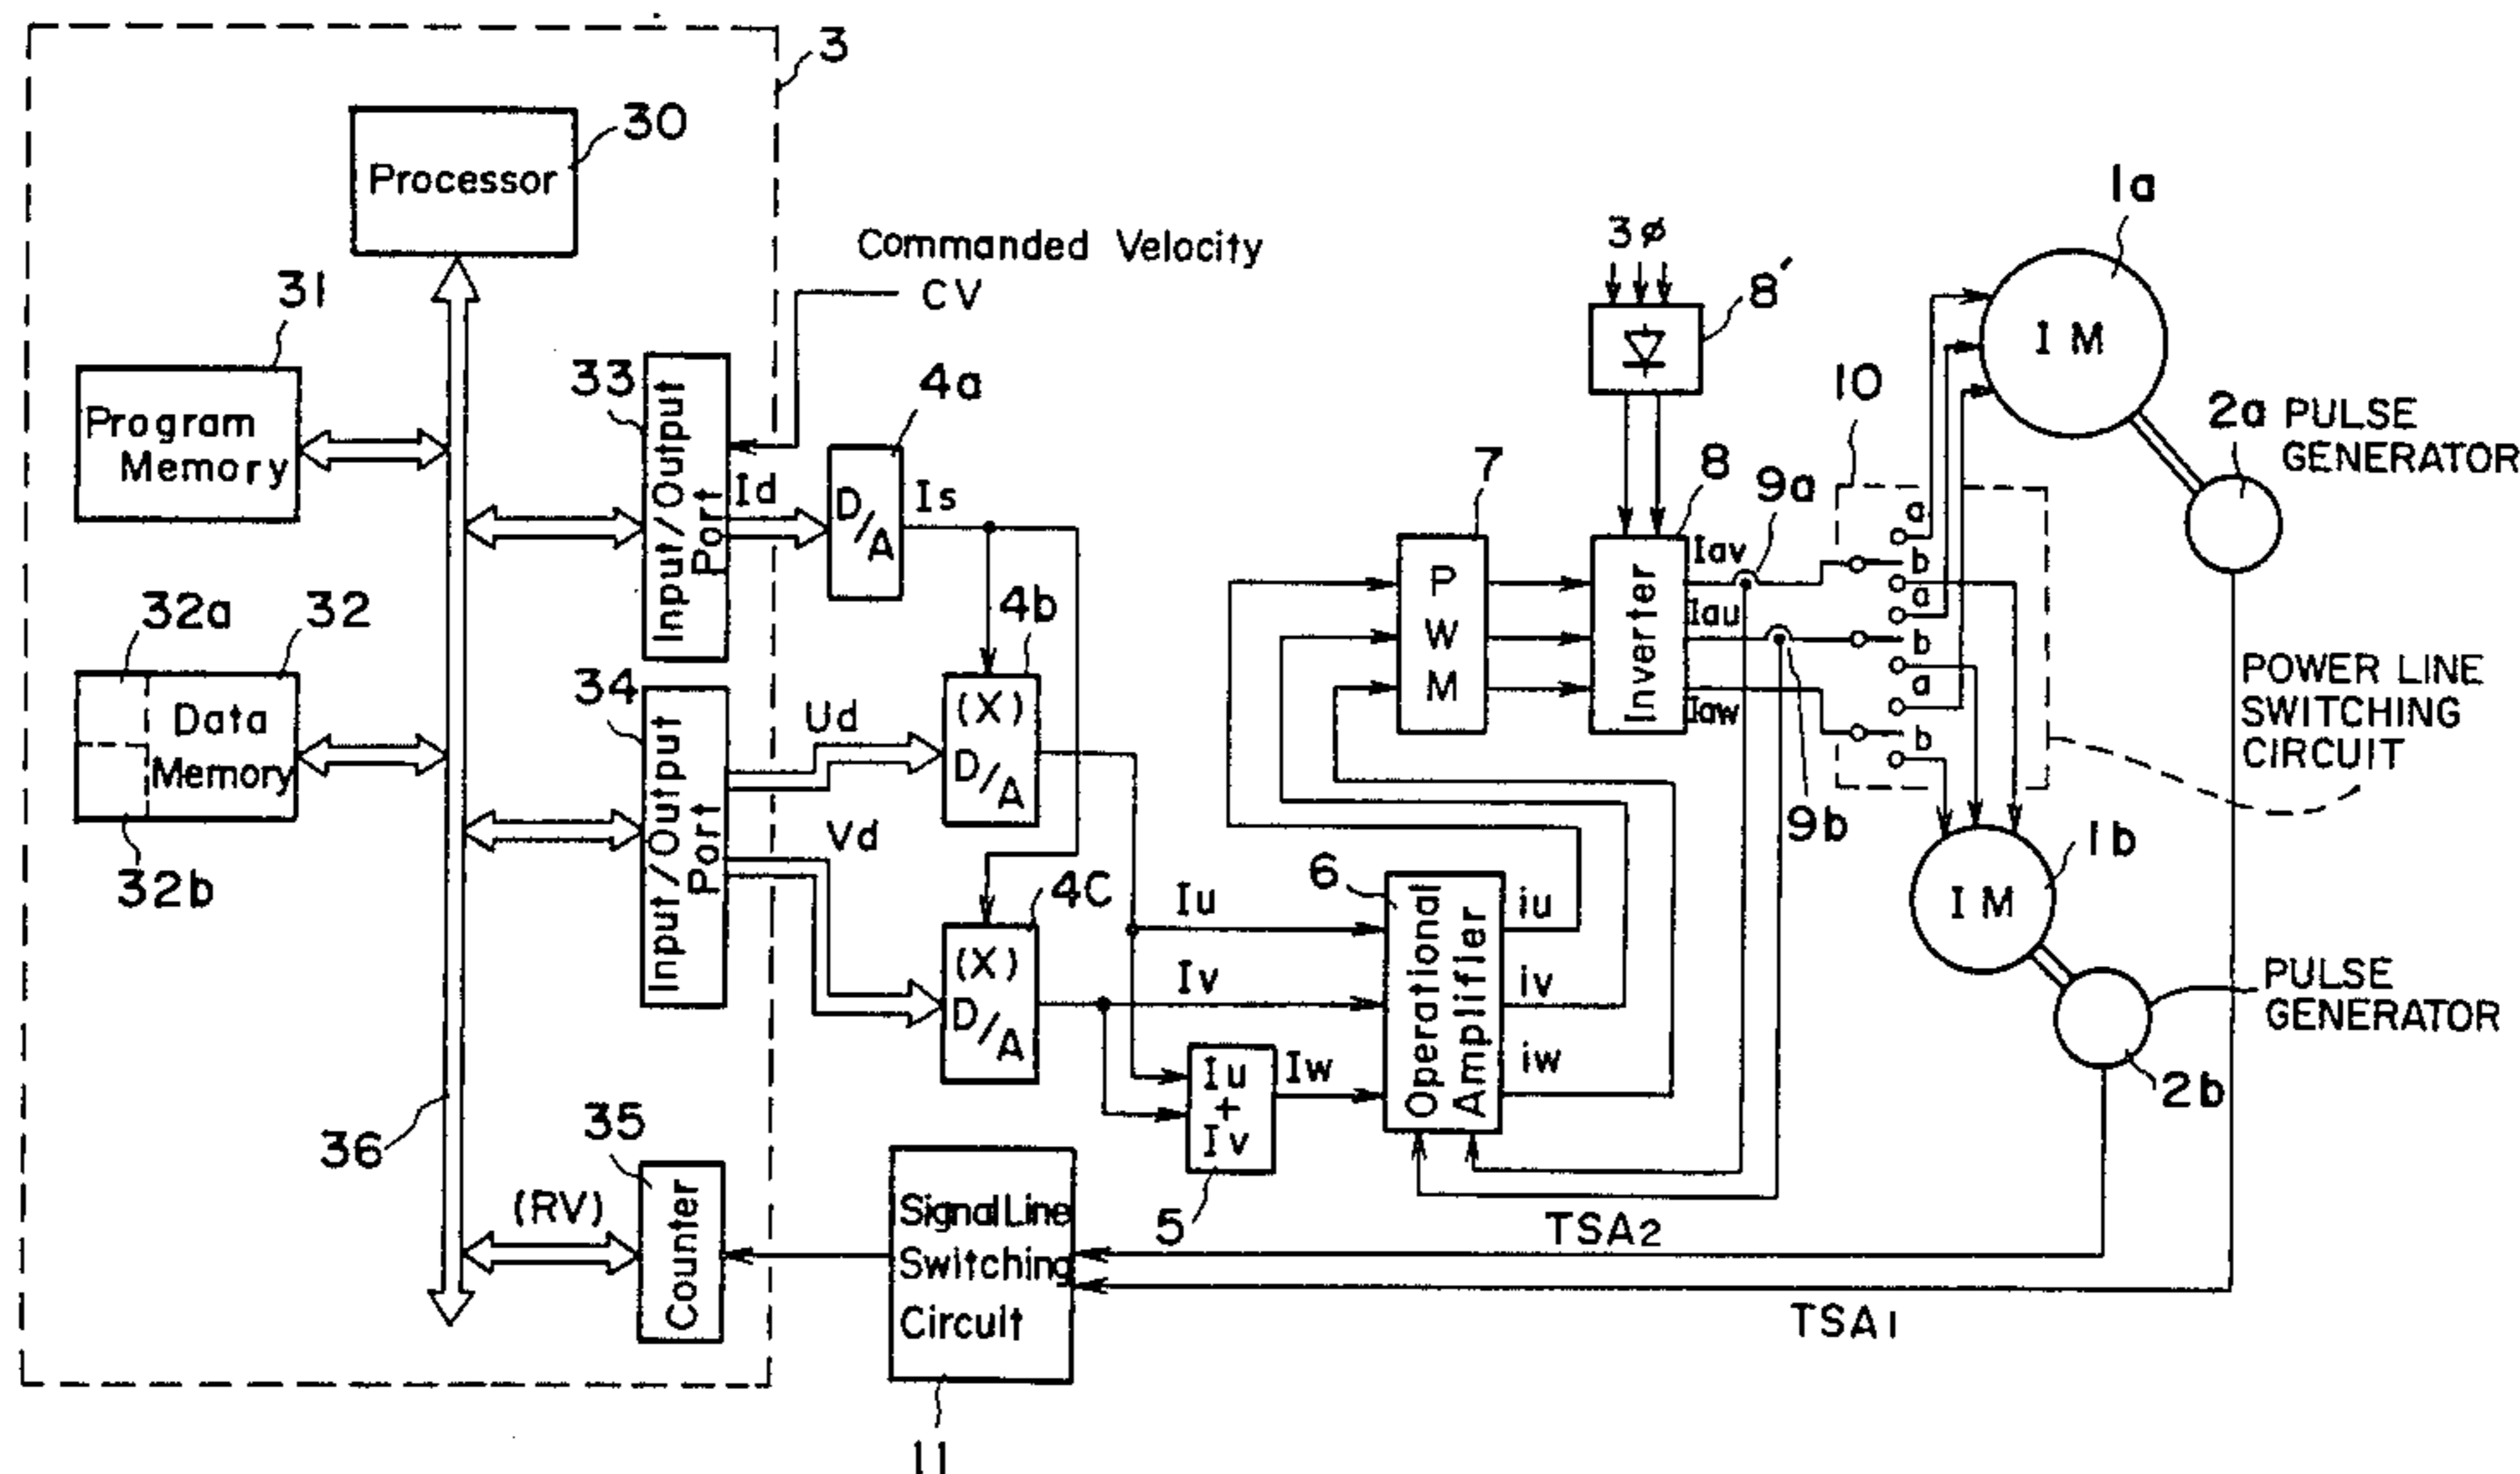 3
30
Processor
1a
Commanded Velocity
CV
3ø
8'
31
IM
Program
Memory
33
Input/Output
Port
Id
4a
D/A
Is
10
2a PULSE
GENERATOR
7
8
9a
P
W
M
Inverter
Iav
Iau
Iaw
a
b
a
b
a
b
32a
32
Data
Memory
32b
34
Input/Output
Port
Ud
Vd
4b
(X)
D/A
POWER LINE
SWITCHING
CIRCUIT
9b
1b
IM
4C
(X)
D/A
6
Operational
Amplifier
Iu
Iv
Iw
iu
iv
iw
PULSE
GENERATOR
2b
Iu
+
Iv
5
36
35
(RV)
Counter
Signal Line
Switching
Circuit
TSA2
TSA1
11